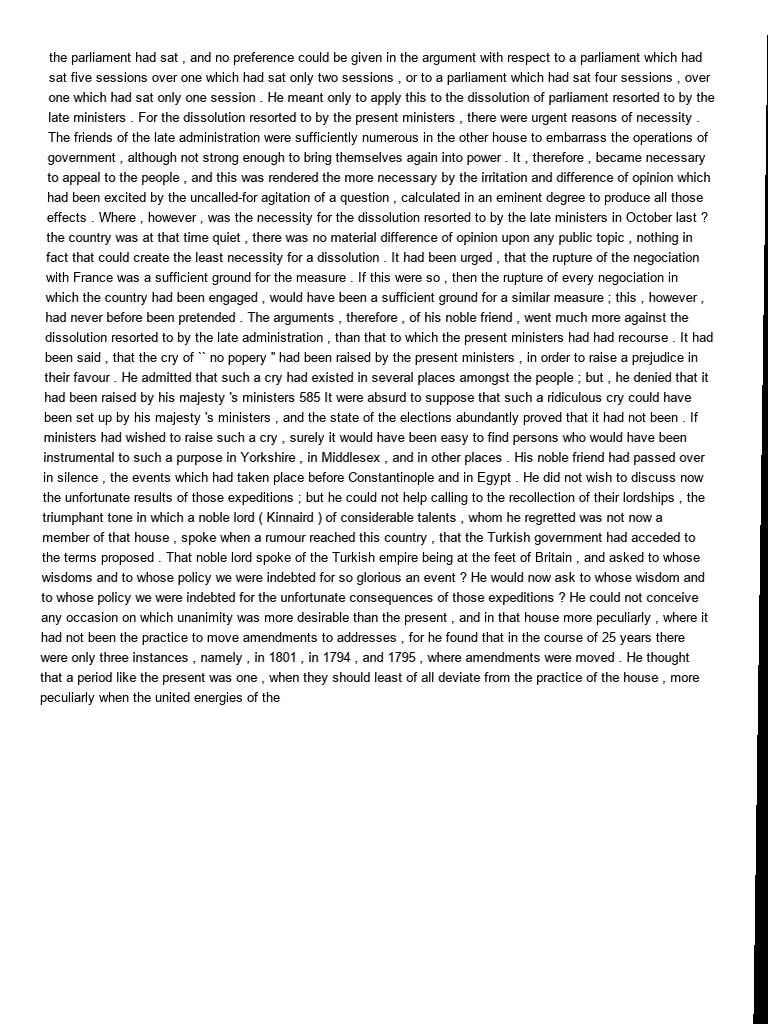 the parliament had sat , and no preference could be given in the argument with respect to a parliament which had
sat five sessions over one which had sat only two sessions , or to a parliament which had sat four sessions , over
one which had sat only one session . He meant only to apply this to the dissolution of parliament resorted to by the
late ministers . For the dissolution resorted to by the present ministers , there were urgent reasons of necessity .
The friends of the late administration were sufficiently numerous in the other house to embarrass the operations of
government , although not strong enough to bring themselves again into power . It , therefore , became necessary
to appeal to the people , and this was rendered the more necessary by the irritation and difference of opinion which
had been excited by the uncalled-for agitation of a question , calculated in an eminent degree to produce all those
effects . Where , however , was the necessity for the dissolution resorted to by the late ministers in October last ?
the country was at that time quiet , there was no material difference of opinion upon any public topic , nothing in
fact that could create the least necessity for a dissolution . It had been urged , that the rupture of the negociation
with France was a sufficient ground for the measure . If this were so , then the rupture of every negociation in
which the country had been engaged , would have been a sufficient ground for a similar measure ; this , however ,
had never before been pretended . The arguments , therefore , of his noble friend , went much more against the
dissolution resorted to by the late administration , than that to which the present ministers had had recourse . It had
been said , that the cry of `` no popery " had been raised by the present ministers , in order to raise a prejudice in
their favour . He admitted that such a cry had existed in several places amongst the people ; but , he denied that it
had been raised by his majesty 's ministers 585 It were absurd to suppose that such a ridiculous cry could have
been set up by his majesty 's ministers , and the state of the elections abundantly proved that it had not been . If
ministers had wished to raise such a cry , surely it would have been easy to find persons who would have been
instrumental to such a purpose in Yorkshire , in Middlesex , and in other places . His noble friend had passed over
in silence , the events which had taken place before Constantinople and in Egypt . He did not wish to discuss now
the unfortunate results of those expeditions ; but he could not help calling to the recollection of their lordships , the
triumphant tone in which a noble lord ( Kinnaird ) of considerable talents , whom he regretted was not now a
member of that house , spoke when a rumour reached this country , that the Turkish government had acceded to
the terms proposed . That noble lord spoke of the Turkish empire being at the feet of Britain , and asked to whose
wisdoms and to whose policy we were indebted for so glorious an event ? He would now ask to whose wisdom and
to whose policy we were indebted for the unfortunate consequences of those expeditions ? He could not conceive
any occasion on which unanimity was more desirable than the present , and in that house more peculiarly , where it
had not been the practice to move amendments to addresses , for he found that in the course of 25 years there
were only three instances , namely , in 1801 , in 1794 , and 1795 , where amendments were moved . He thought
that a period like the present was one , when they should least of all deviate from the practice of the house , more
peculiarly when the united energies of the